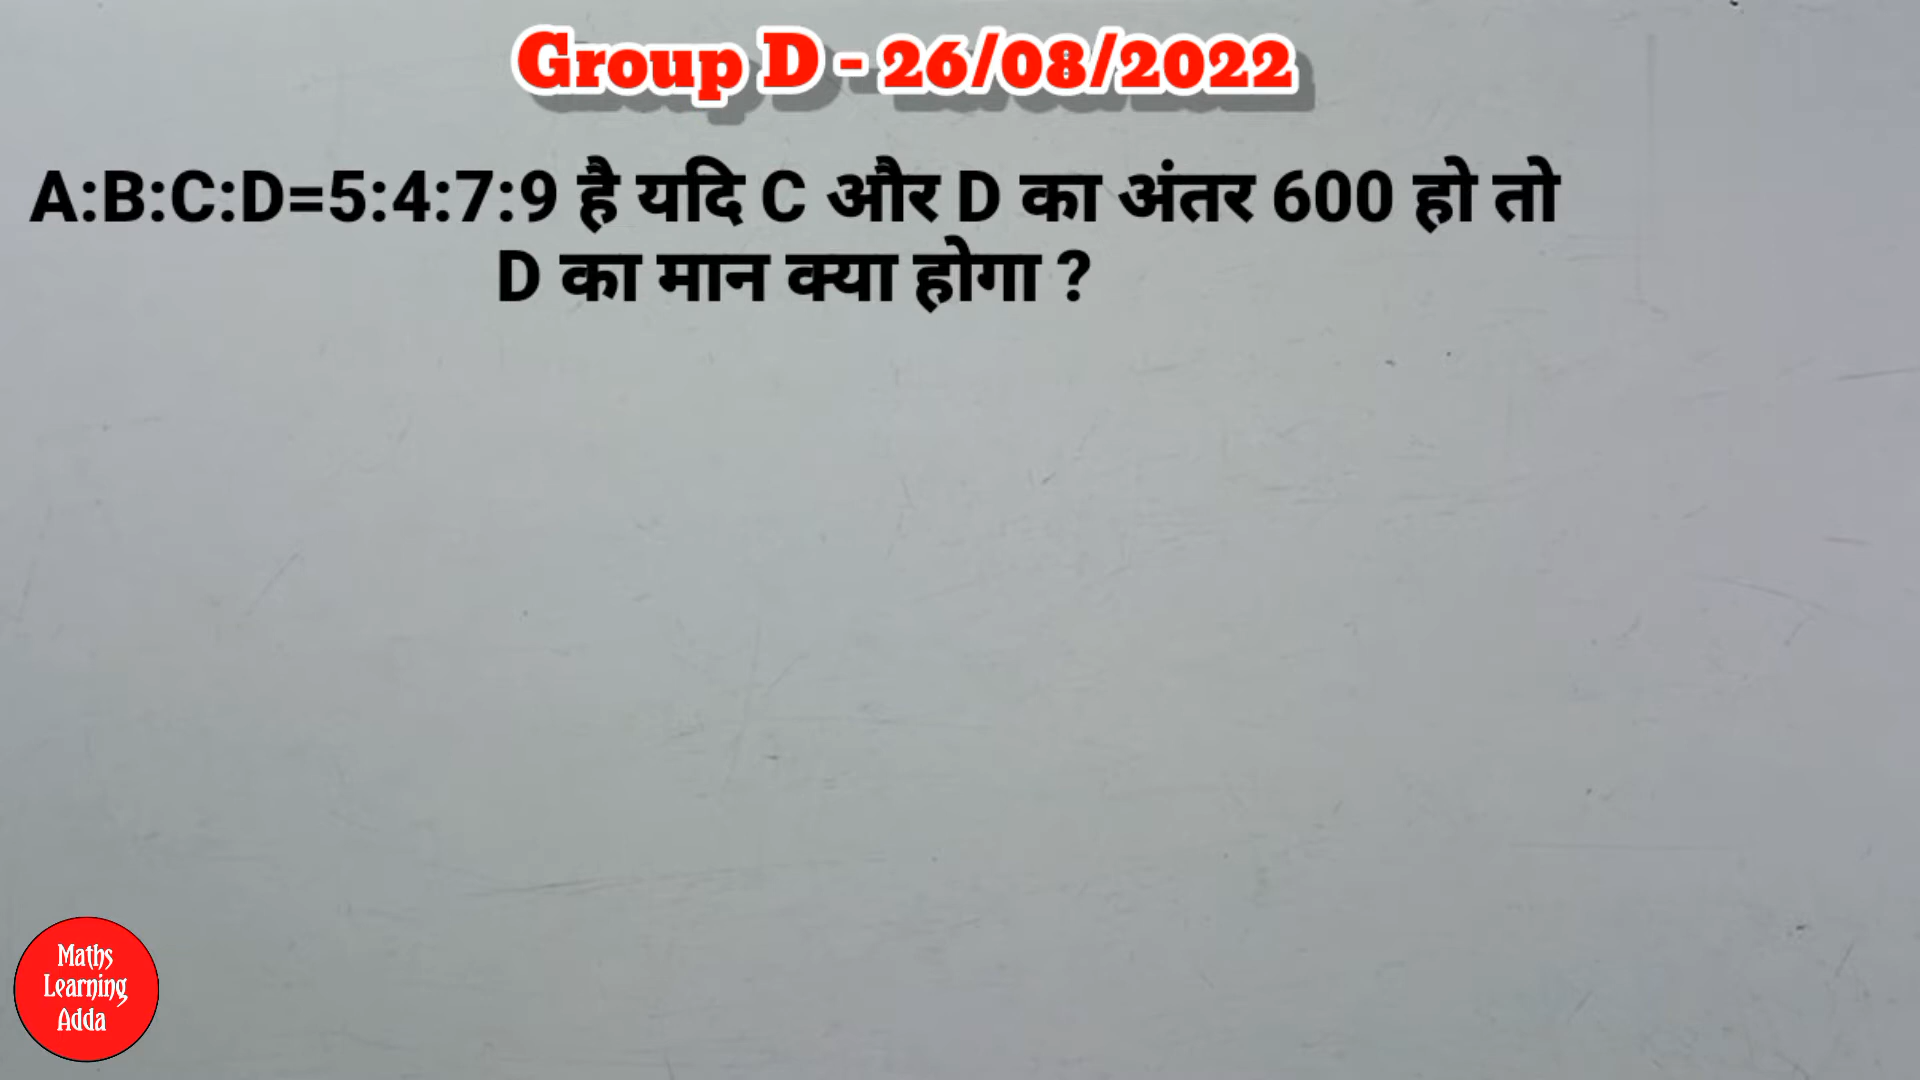 Group D - 26/08/2022
A:B:C:D=5:4:7:9 है यदि C और D का अंतर 600 हो तो
D का मान क्या होगा ?
Maths
Learning
Adda